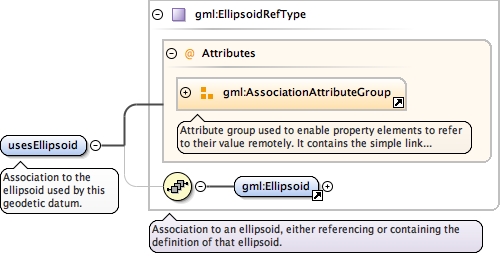 gml:EllipsoidRefType
@ Attributes
gml:AssociationAttributeGroup
Attribute group used to enable property elements to refer
to their value remotely. It contains the simple link...
usesEllipsoid
Association to the
ellipsoid used by this
geodetic datum.
gml:Ellipsoid
Association to an ellipsoid, either referencing or containing the
definition of that ellipsoid.